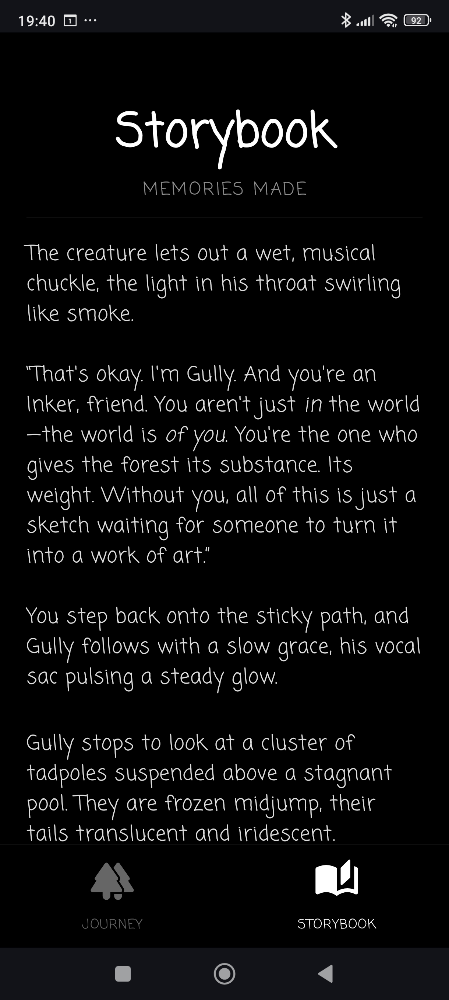 19:40 1 ... 92
Storybook
MEMORIES MADE
The creature lets out a wet, musical
chuckle, the light in his throat swirling
like smoke.
"That's okay. I'm Gully. And you're an
Inker, friend. You aren't just in the world
—the world is of you. You're the one who
gives the forest its substance. Its
weight. Without you, all of this is just a
sketch waiting for someone to turn it
into a work of art."
You step back onto the sticky path, and
Gully follows with a slow grace, his vocal
sac pulsing a steady glow.
Gully stops to look at a cluster of
tadpoles suspended above a stagnant
pool. They are frozen midjump, their
tails translucent and iridescent.
JOURNEY STORYBOOK